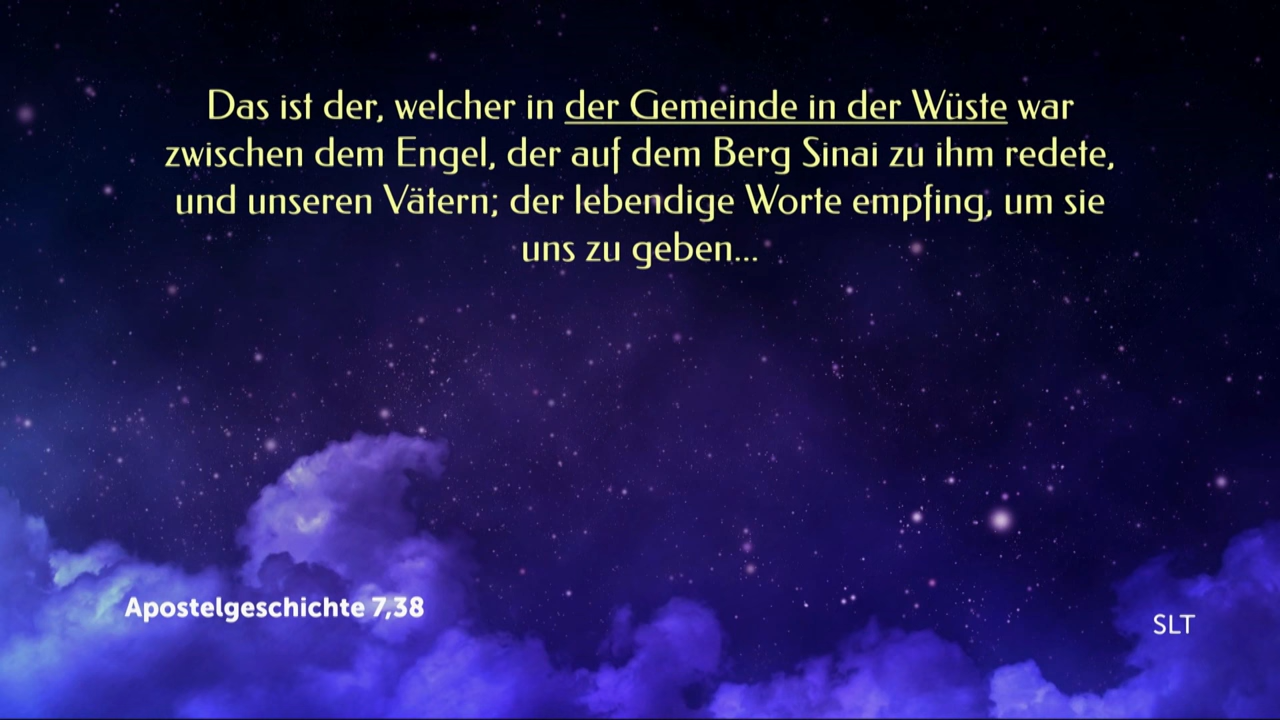 Das ist der, welcher in der Gemeinde in der Wüste war
zwischen dem Engel, der auf dem Berg Sinai zu ihm redete,
und unseren Vätern; der lebendige Worte empfing, um sie
uns zu geben...
Apostelgeschichte 7,38
SLT